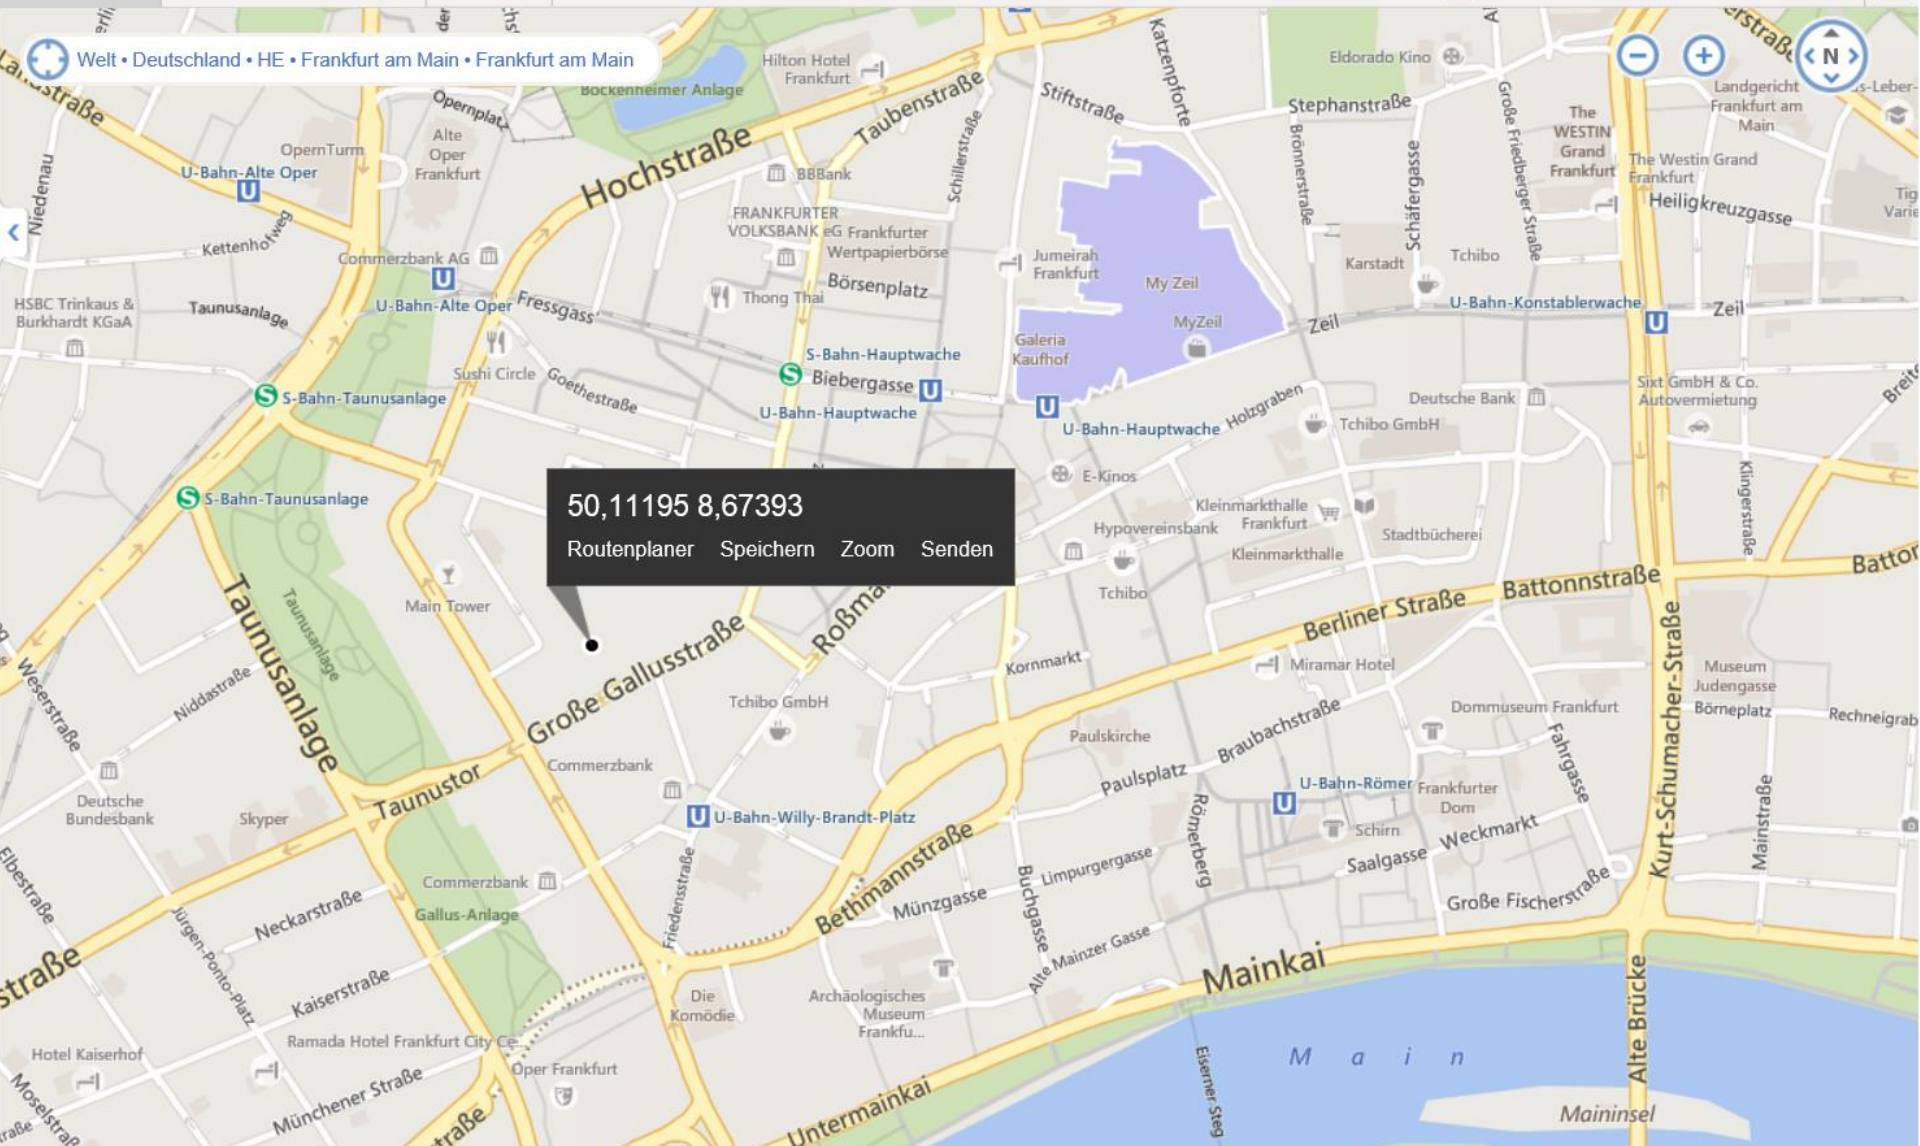 Welt • Deutschland • HE • Frankfurt am Main • Frankfurt am Main
Opernplatz
Bockenheimer Anlage
Hilton Hotel
Frankfurt
Taubenstraße
Stiftstraße
Katzenpforte
Eldorado Kino
Stephanstraße
Große Friedberger Straße
The
WESTIN
Grand
Frankfurt
N
Landgericht
Frankfurt am
Main
The Westin Grand
Frankfurt
Heiligkreuzgasse
OpernTurm
U-Bahn-Alte Oper
Alte
Oper
Frankfurt
Hochstraße
BBBank
Schillerstraße
Brönnerstraße
Schäfergasse
Niedenau
Kettenhofweg
FRANKFURTER
VOLKSBANK eG
Frankfurter
Wertpapierbörse
Commerzbank AG
U-Bahn-Alte Oper
Fressgass
Thong Thai
Börsenplatz
Jumeirah
Frankfurt
My Zeil
MyZeil
Karstadt
Tchibo
U-Bahn-Konstablerwache
Zeil
Zeil
HSBC Trinkaus &
Burkhardt KGaA
Taunusanlage
Galeria
Kaufhof
S-Bahn-Hauptwache
Biebergasse
U-Bahn-Hauptwache
U-Bahn-Hauptwache
Sushi Circle
Goethestraße
S-Bahn-Taunusanlage
Holzgraben
Tchibo GmbH
Deutsche Bank
Sixt GmbH & Co.
Autovermietung
S-Bahn-Taunusanlage
E-Kinos
50,11195 8,67393
Routenplaner Speichern Zoom Senden
Kleinmarkthalle
Frankfurt
Hypovereinsbank
Kleinmarkthalle
Stadtbücherei
Klingerstraße
Tchibo
Battonnstraße
Berliner Straße
Main Tower
Taunusanlage
Taunusanlage
Große Gallusstraße
Kornmarkt
Miramar Hotel
Kurt-Schumacher-Straße
Museum
Judengasse
Börneplatz
Weserstraße
Niddastraße
Tchibo GmbH
Paulskirche
Braubachstraße
Dommuseum Frankfurt
Fahrgasse
Commerzbank
Taunustor
Paulsplatz
Deutsche
Bundesbank
Skyper
U-Bahn-Willy-Brandt-Platz
U-Bahn-Römer
Frankfurter
Dom
Römerberg
Schirn
Weckmarkt
Saalgasse
Mainstraße
Bethmannstraße
Limpurgergasse
Buchgasse
Große Fischerstraße
Elbestraße
Commerzbank
Gallus-Anlage
Friedensstraße
Münzgasse
Neckarstraße
Jürgen-Ponto-Platz
Kaiserstraße
Alte Mainzer Gasse
Mainkai
Alte Brücke
Die
Komödie
Archäologisches
Museum
Frankfu...
Hotel Kaiserhof
Ramada Hotel Frankfurt City Ce...
Oper Frankfurt
Münchener Straße
Untermainkai
Eiserner Steg
Main
Maininsel